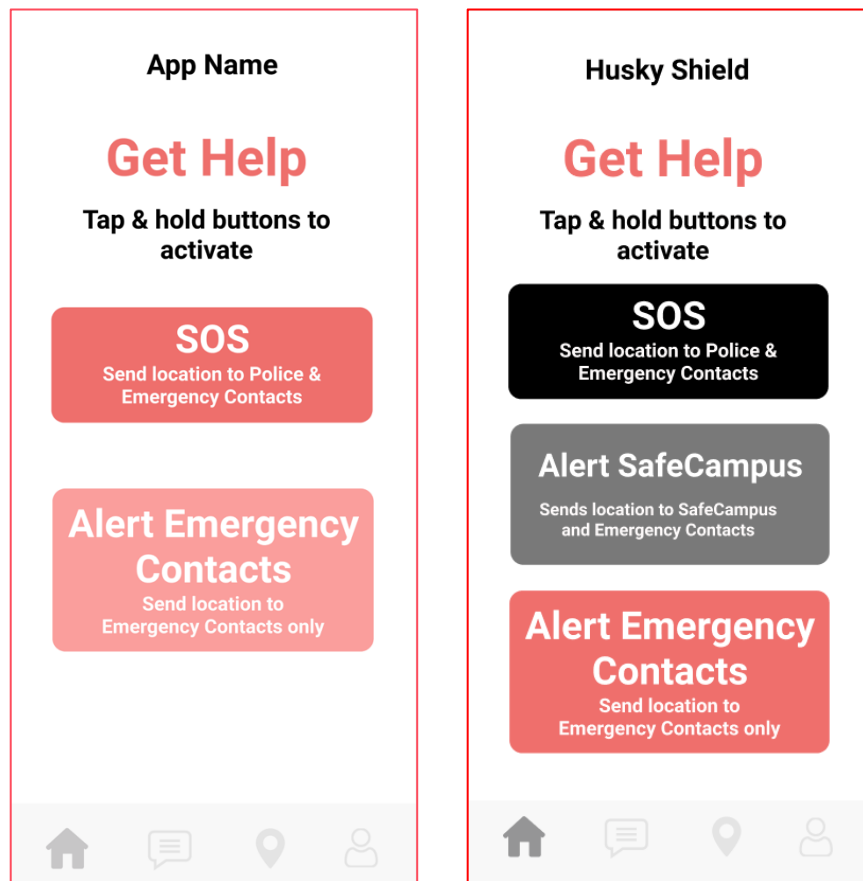 App Name
Get Help
Tap & hold buttons to
activate
SOS
Send location to Police &
Emergency Contacts
Alert Emergency
Contacts
Send location to
Emergency Contacts only
Husky Shield
Get Help
Tap & hold buttons to
activate
SOS
Send location to Police &
Emergency Contacts
Alert SafeCampus
Sends location to SafeCampus
and Emergency Contacts
Alert Emergency
Contacts
Send location to
Emergency Contacts only